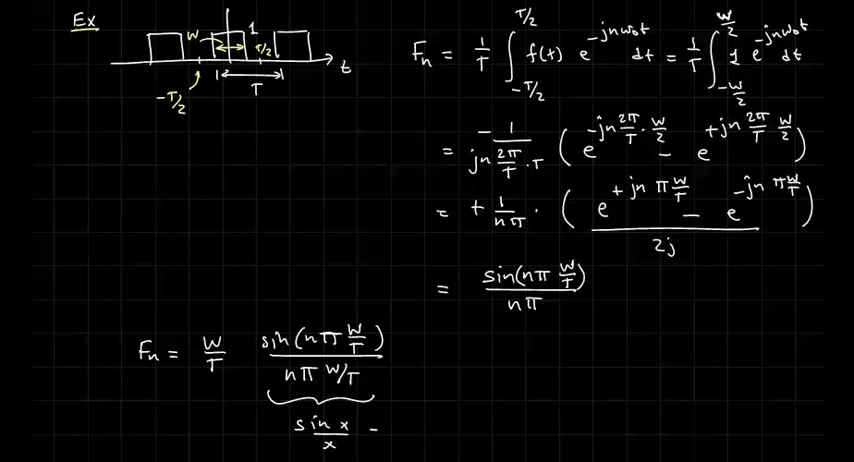 Ex
W
1
T/2
t
T
-T/2
Fn = 1/T ∫_{-T/2}^{T/2} f(t) e^{-jnω₀t} dt = 1/T ∫_{-W/2}^{W/2} 1 e^{-jnω₀t} dt
= - 1/(jn 2π/T · T) ( e^{-jn 2π/T · W/2} - e^{+jn 2π/T W/2} )
= + 1/(nπ) · ( (e^{+jnπ W/T} - e^{-jnπ W/T})/2j )
= sin(nπ W/T)/(nπ)
Fn = W/T sin(nπ W/T)/(nπ W/T)
sin x/x =